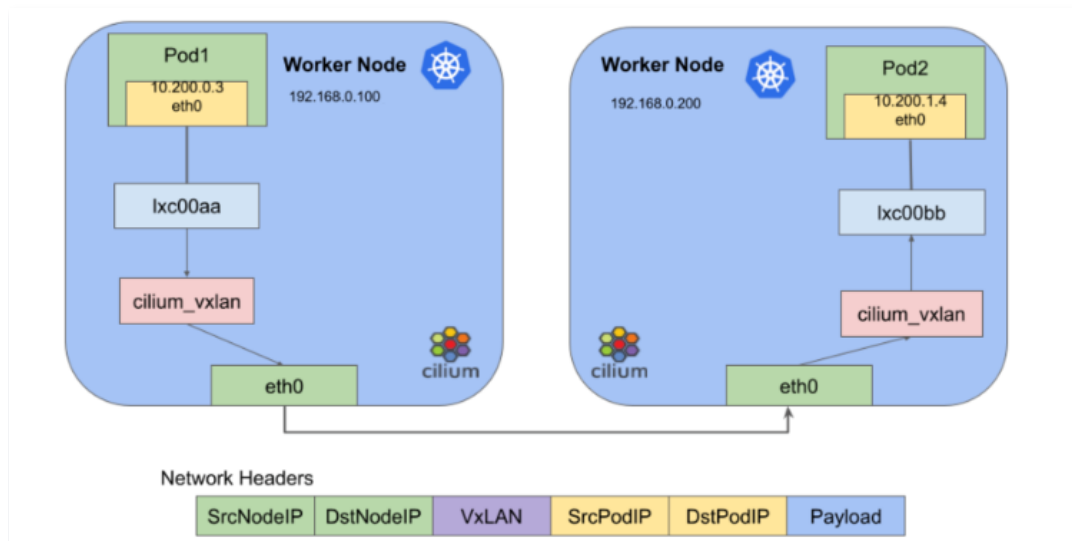 Pod1
10.200.0.3
eth0
Worker Node
192.168.0.100
lxc00aa
cilium_vxlan
cilium
eth0
Worker Node
192.168.0.200
Pod2
10.200.1.4
eth0
lxc00bb
cilium_vxlan
cilium
eth0
Network Headers
SrcNodeIP DstNodeIP VxLAN SrcPodIP DstPodIP Payload